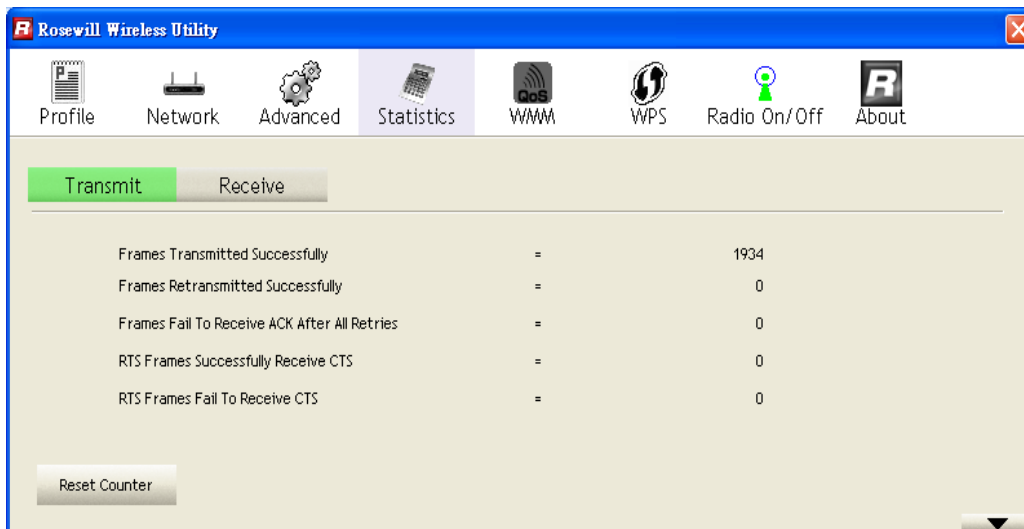 R Rosewill Wireless Utility
Profile Network Advanced Statistics QoS WMM WPS Radio On/Off R About
Transmit Receive
Frames Transmitted Successfully = 1934
Frames Retransmitted Successfully = 0
Frames Fail To Receive ACK After All Retries = 0
RTS Frames Successfully Receive CTS = 0
RTS Frames Fail To Receive CTS = 0
Reset Counter